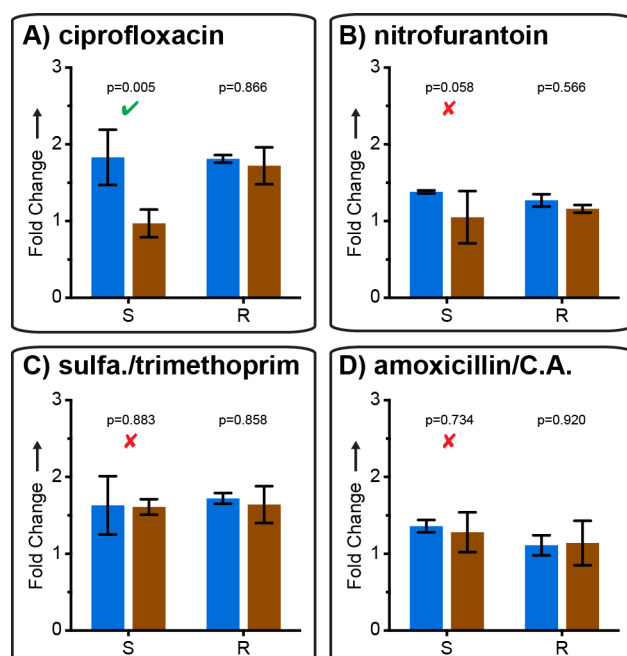 A) ciprofloxacin
3
2
1
0
Fold Change
p=0.005
p=0.866
✓
S
R
B) nitrofurantoin
3
2
1
0
Fold Change
p=0.058
p=0.566
✘
S
R
C) sulfa./trimethoprim
3
2
1
0
Fold Change
p=0.883
p=0.858
✘
S
R
D) amoxicillin/C.A.
3
2
1
0
Fold Change
p=0.734
p=0.920
✘
S
R